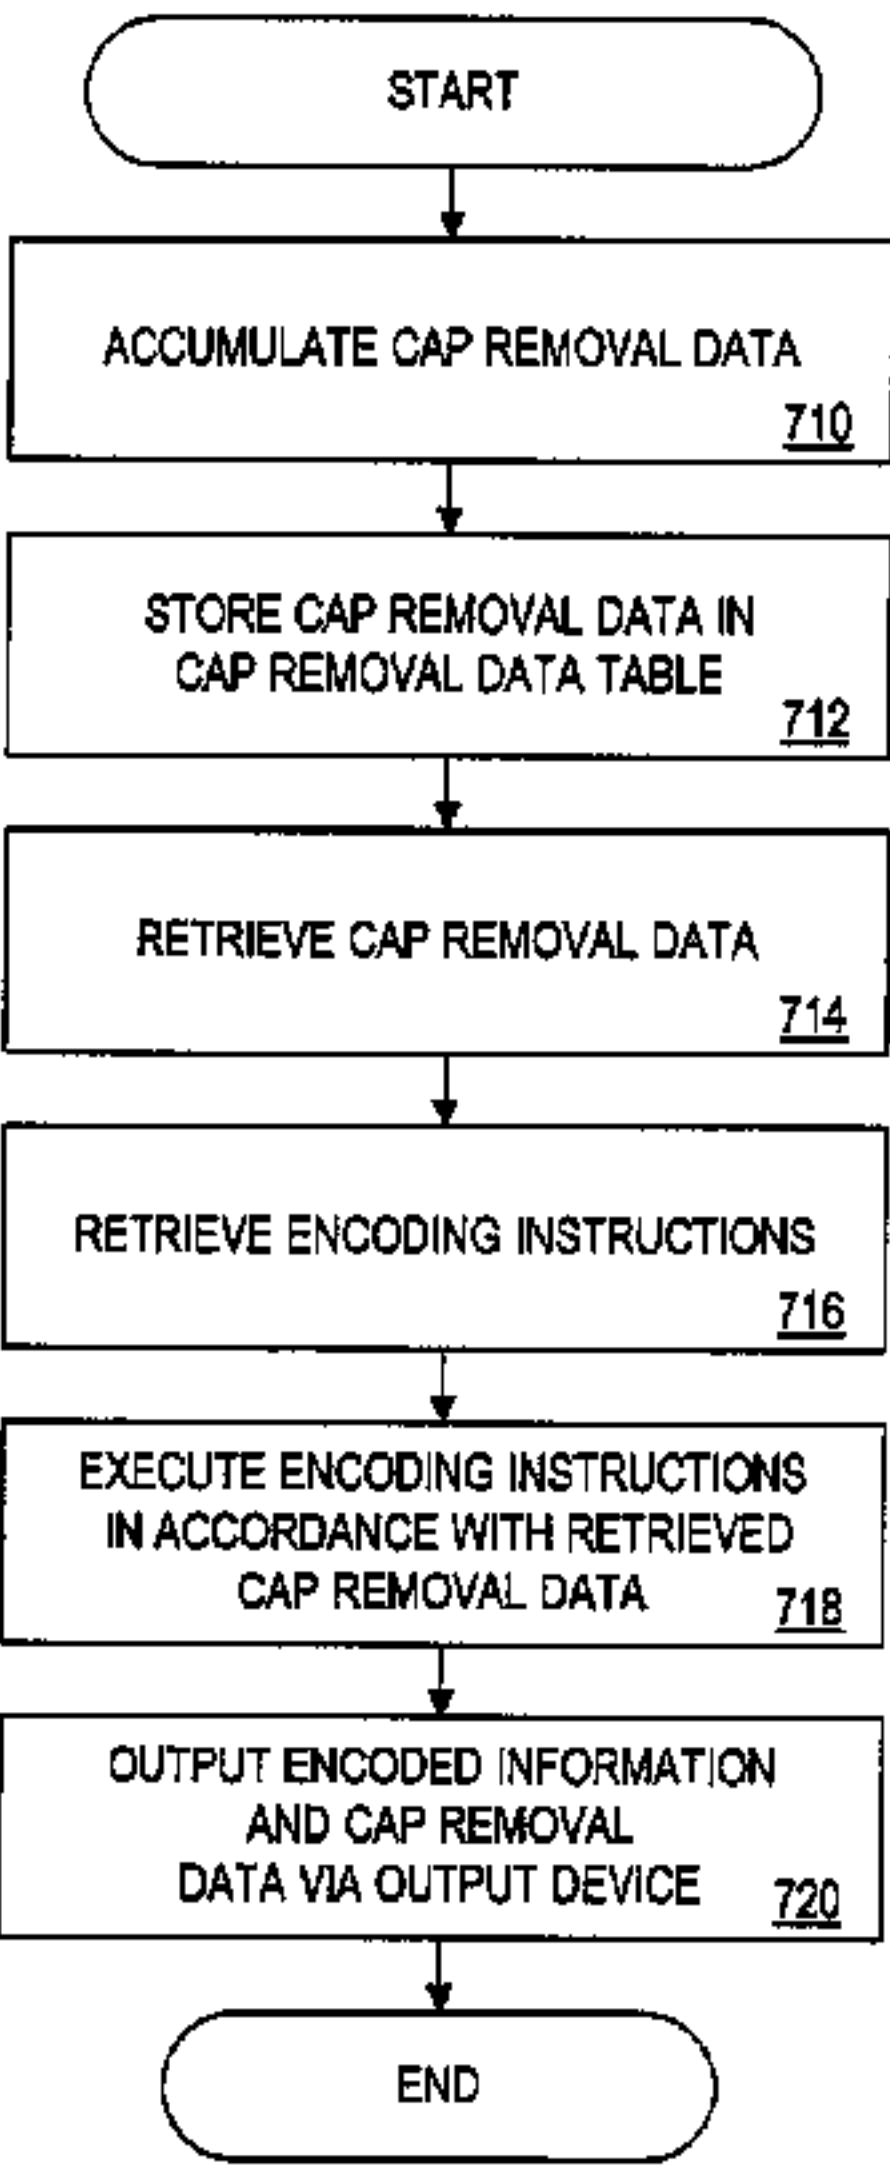 START
ACCUMULATE CAP REMOVAL DATA
710
STORE CAP REMOVAL DATA IN
CAP REMOVAL DATA TABLE
712
RETRIEVE CAP REMOVAL DATA
714
RETRIEVE ENCODING INSTRUCTIONS
716
EXECUTE ENCODING INSTRUCTIONS
IN ACCORDANCE WITH RETRIEVED
CAP REMOVAL DATA
718
OUTPUT ENCODED INFORMATION
AND CAP REMOVAL
DATA VIA OUTPUT DEVICE
720
END